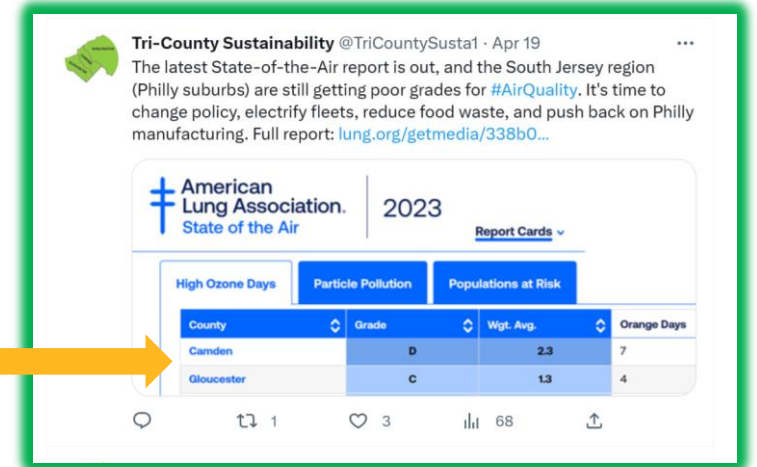 Tri-County Sustainability @TriCountySusta1 · Apr 19
The latest State-of-the-Air report is out, and the South Jersey region
(Philly suburbs) are still getting poor grades for #AirQuality. It's time to
change policy, electrify fleets, reduce food waste, and push back on Philly
manufacturing. Full report: lung.org/getmedia/338b0...
American
Lung Association.
State of the Air
2023
Report Cards
High Ozone Days Particle Pollution Populations at Risk
County Grade Wgt. Avg. Orange Days
Camden D 2.3 7
Gloucester C 1.3 4
1 3 68